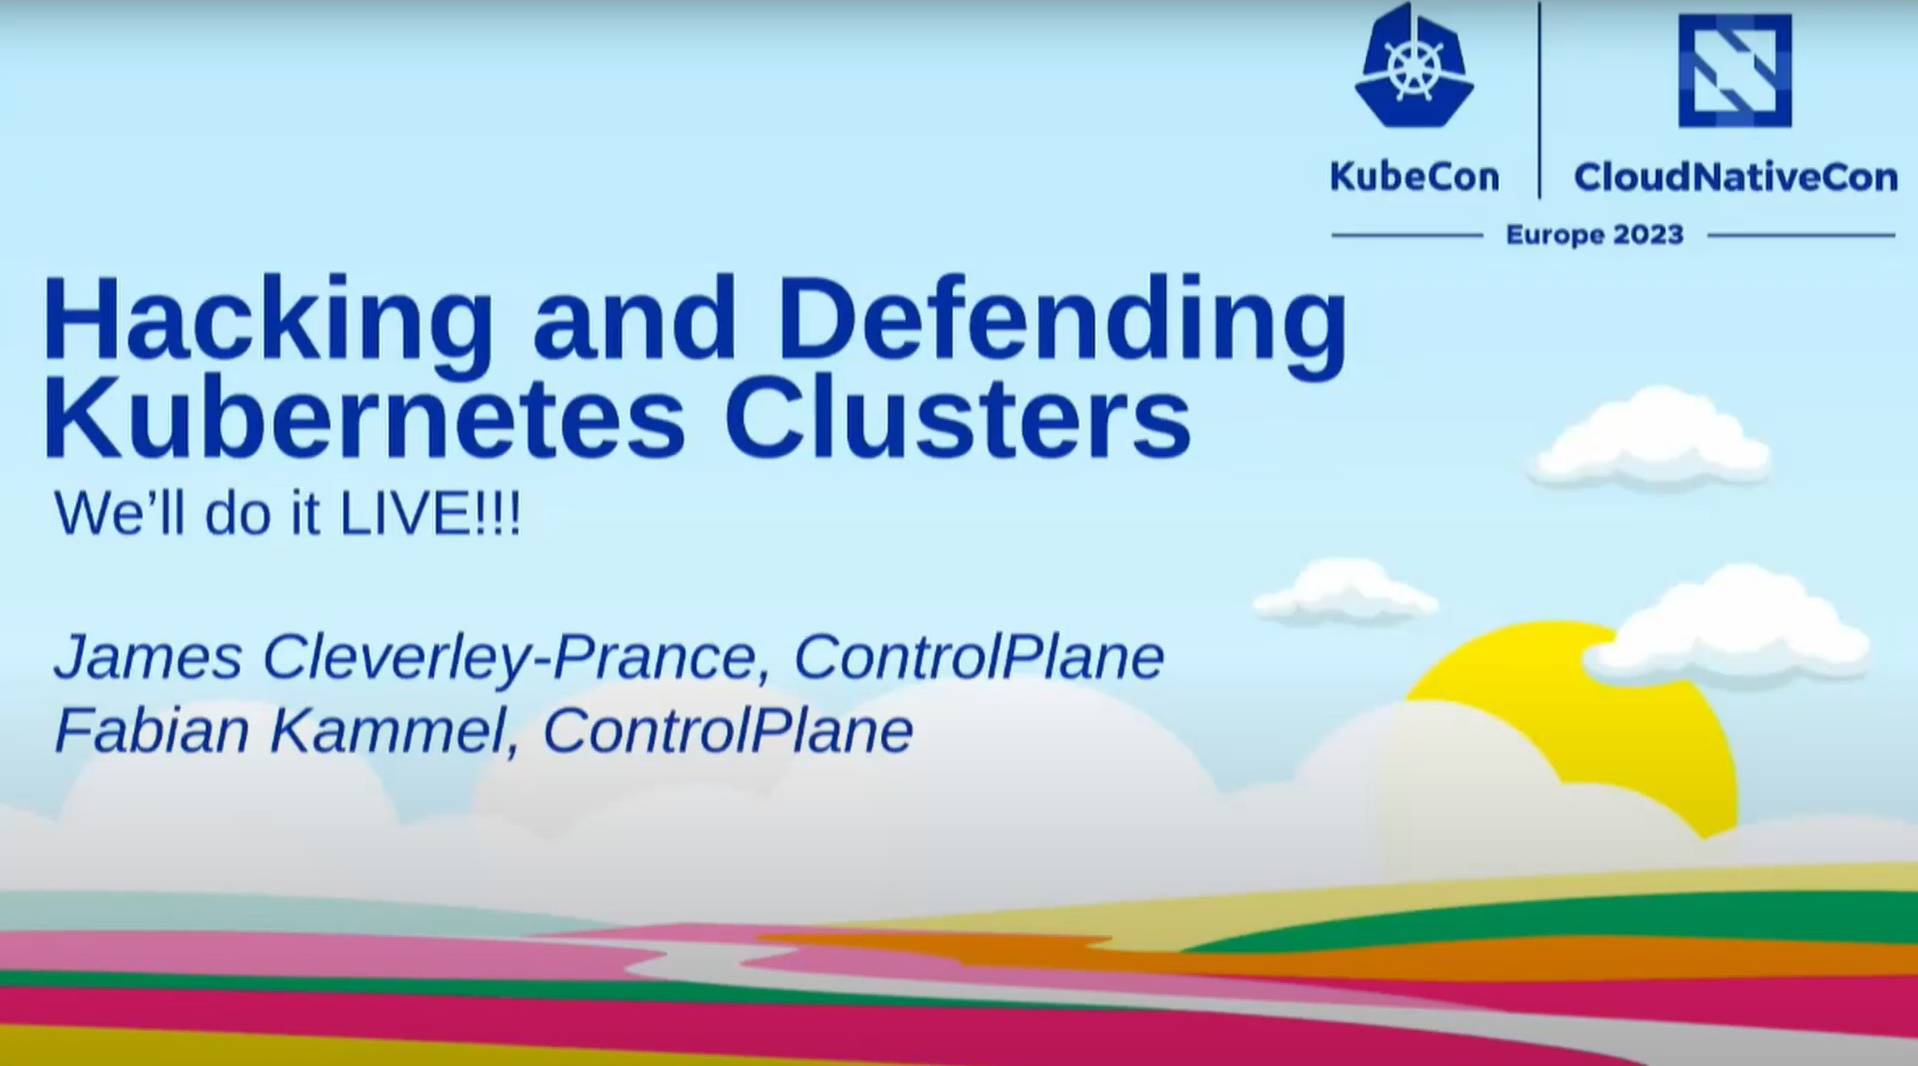 KubeCon
CloudNativeCon
Europe 2023
Hacking and Defending
Kubernetes Clusters
We’ll do it LIVE!!!
James Cleverley-Prance, ControlPlane
Fabian Kammel, ControlPlane